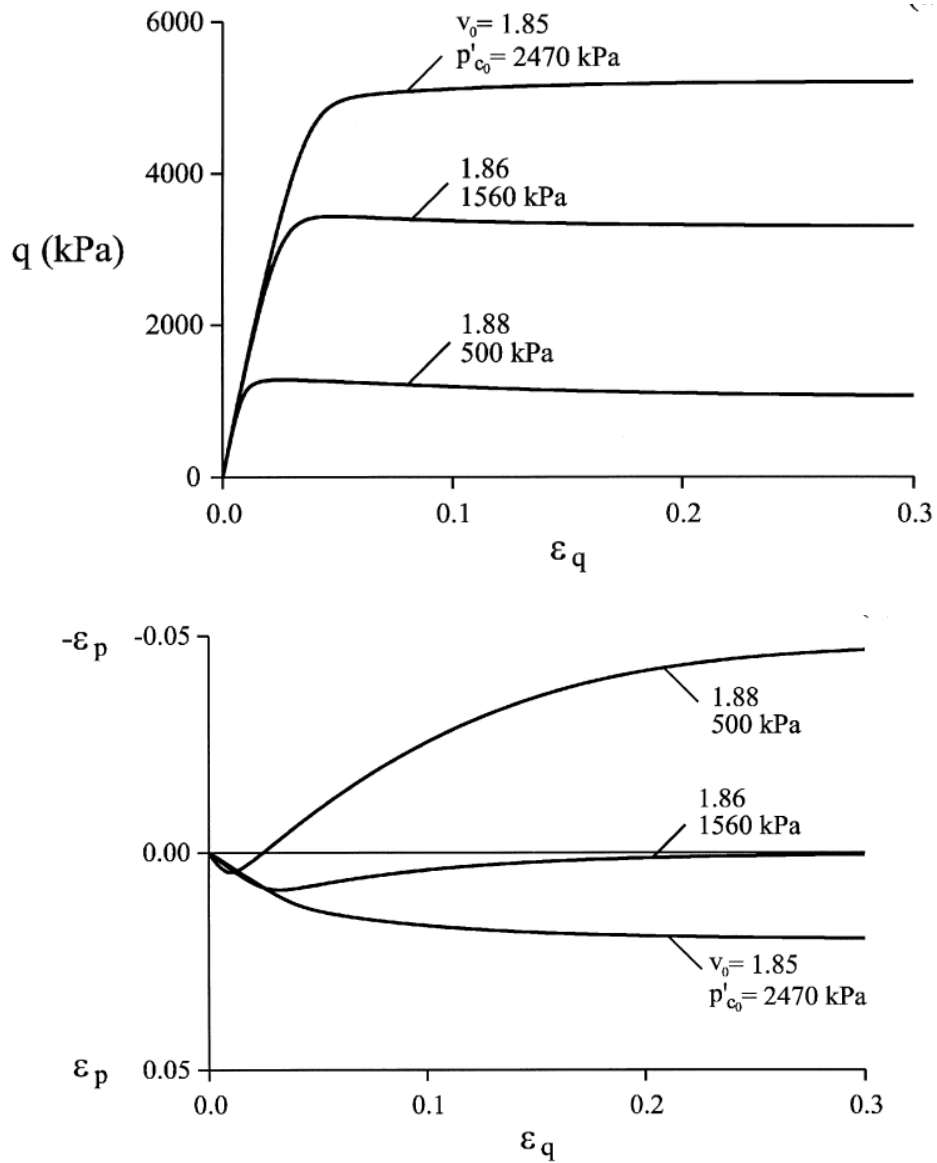 6000
v₀= 1.85
p'c₀= 2470 kPa
4000
1.86
1560 kPa
q (kPa)
2000
1.88
500 kPa
0
0.0 0.1 0.2 0.3
εq
-εp -0.05
1.88
500 kPa
1.86
1560 kPa
0.00
v₀= 1.85
p'c₀= 2470 kPa
εp 0.05
0.0 0.1 0.2 0.3
εq